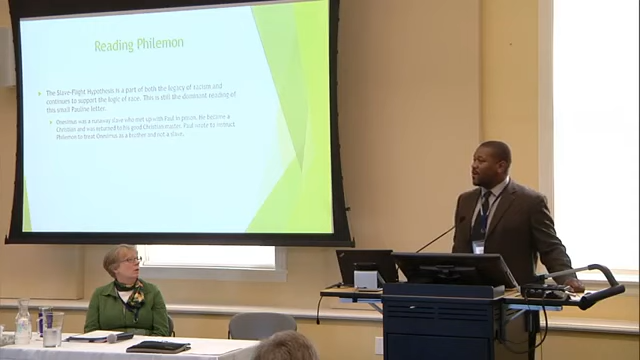 Reading Philemon
The Slave-Flight Hypothesis is a part of both the legacy of racism and
continues to support the logic of race. This is still the dominant reading of
this small Pauline letter.
Onesimus was a runaway slave who met up with Paul in prison. He became a
Christian and was returned to his good Christian master. Paul wrote to instruct
Philemon to treat Onesimus as a brother and not a slave.